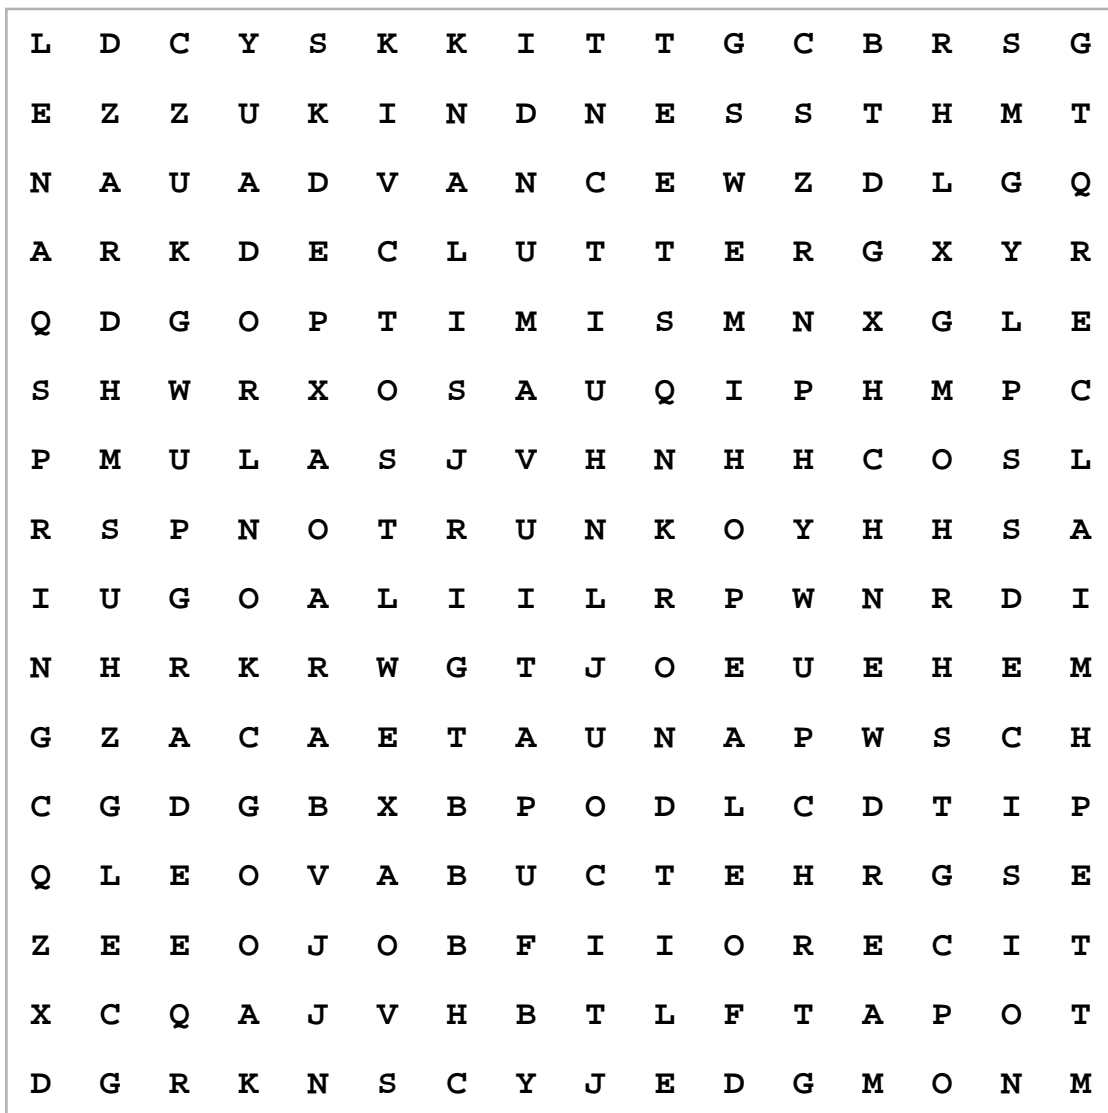 L D C Y S K K I T T G C B R S G
E Z Z U K I N D N E S S T H M T
N A U A D V A N C E W Z D L G Q
A R K D E C L U T T E R G X Y R
Q D G O P T I M I S M N X G L E
S H W R X O S A U Q I P H M P C
P M U L A S J V H N H H C O S L
R S P N O T R U N K O Y H H S A
I U G O A L I I L R P W N R D I
N H R K R W G T J O E U E H E M
G Z A C A E T A U N A P W S C H
C G D G B X B P O D L C D T I P
Q L E O V A B U C T E H R G S E
Z E E O J O B F I I O R E C I T
X C Q A J V H B T L F T A P O T
D G R K N S C Y J E D G M O N M